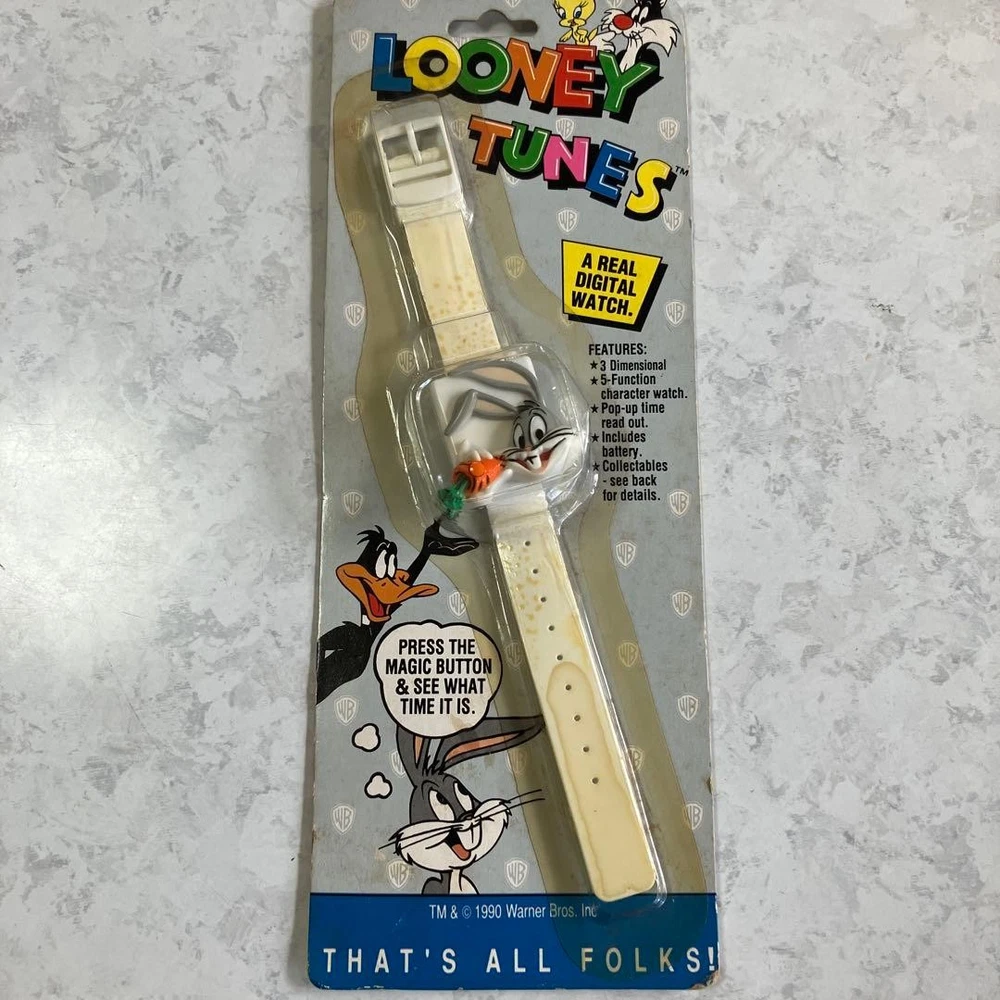 LOONEY
TUNES™
A REAL
DIGITAL
WATCH.
FEATURES:
★3 Dimensional
★5-Function
character watch.
★Pop-up time
read out.
★Includes
battery.
★Collectables
- see back
for details.
PRESS THE
MAGIC BUTTON
& SEE WHAT
TIME IT IS.
TM & © 1990 Warner Bros. Inc
THAT'S ALL FOLKS!
WB